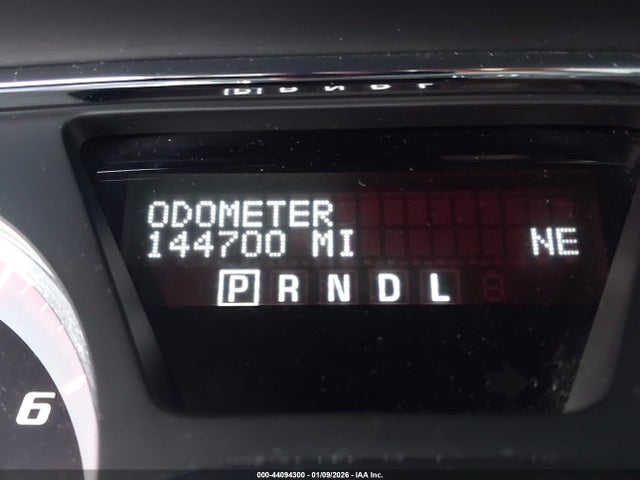 ODOMETER
144700 MI NE
P R N D L
6
000-44094300 - 01/09/2026 - IAA Inc.